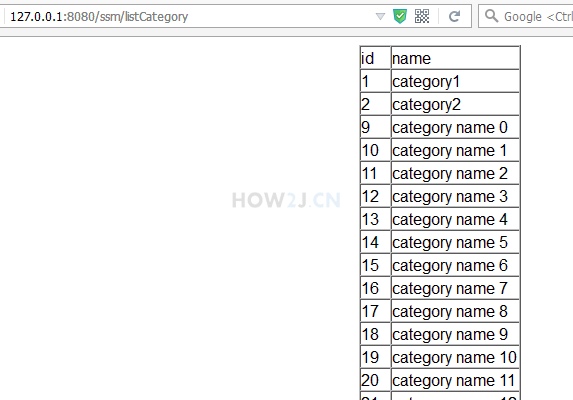 127.0.0.1:8080/ssm/listCategory
Google <Ctrl
id name
1 category1
2 category2
9 category name 0
10 category name 1
11 category name 2
12 category name 3
HOW2J.CN
13 category name 4
14 category name 5
15 category name 6
16 category name 7
17 category name 8
18 category name 9
19 category name 10
20 category name 11